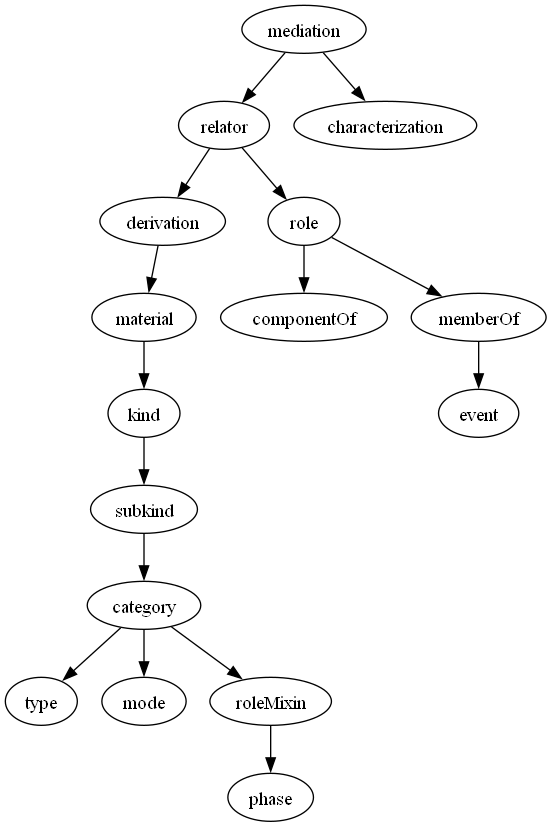 mediation
relator
characterization
derivation
role
material
componentOf
memberOf
kind
event
subkind
category
type
mode
roleMixin
phase